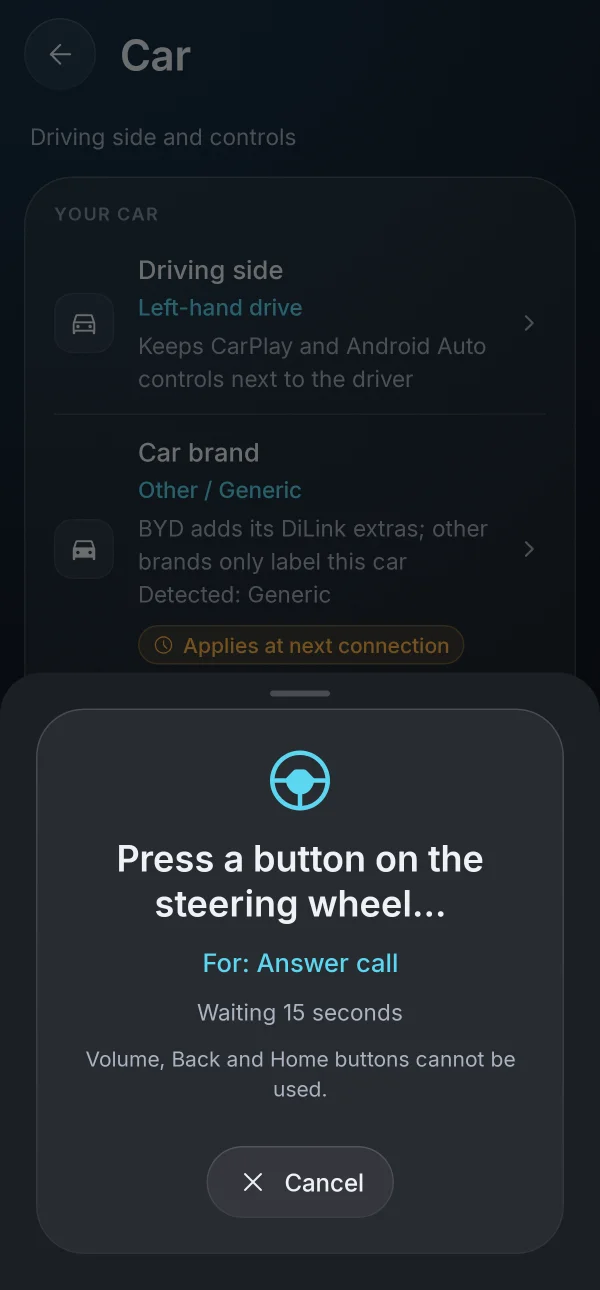 Car
Driving side and controls
YOUR CAR
Driving side
Left-hand drive
Keeps CarPlay and Android Auto
controls next to the driver
Car brand
Other / Generic
BYD adds its DiLink extras; other
brands only label this car
Detected: Generic
Applies at next connection
Press a button on the
steering wheel...
For: Answer call
Waiting 15 seconds
Volume, Back and Home buttons cannot be
used.
Cancel